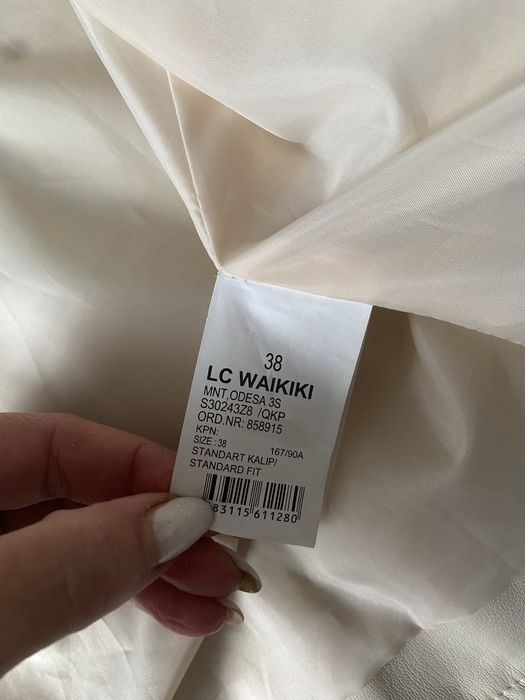 38
LC WAIKIKI
MNT.ODESA 3S
S30243Z8 /QKP
ORD.NR: 858915
KPN:
SIZE : 38 167/90A
STANDART KALIP/
STANDARD FIT
83115 611280